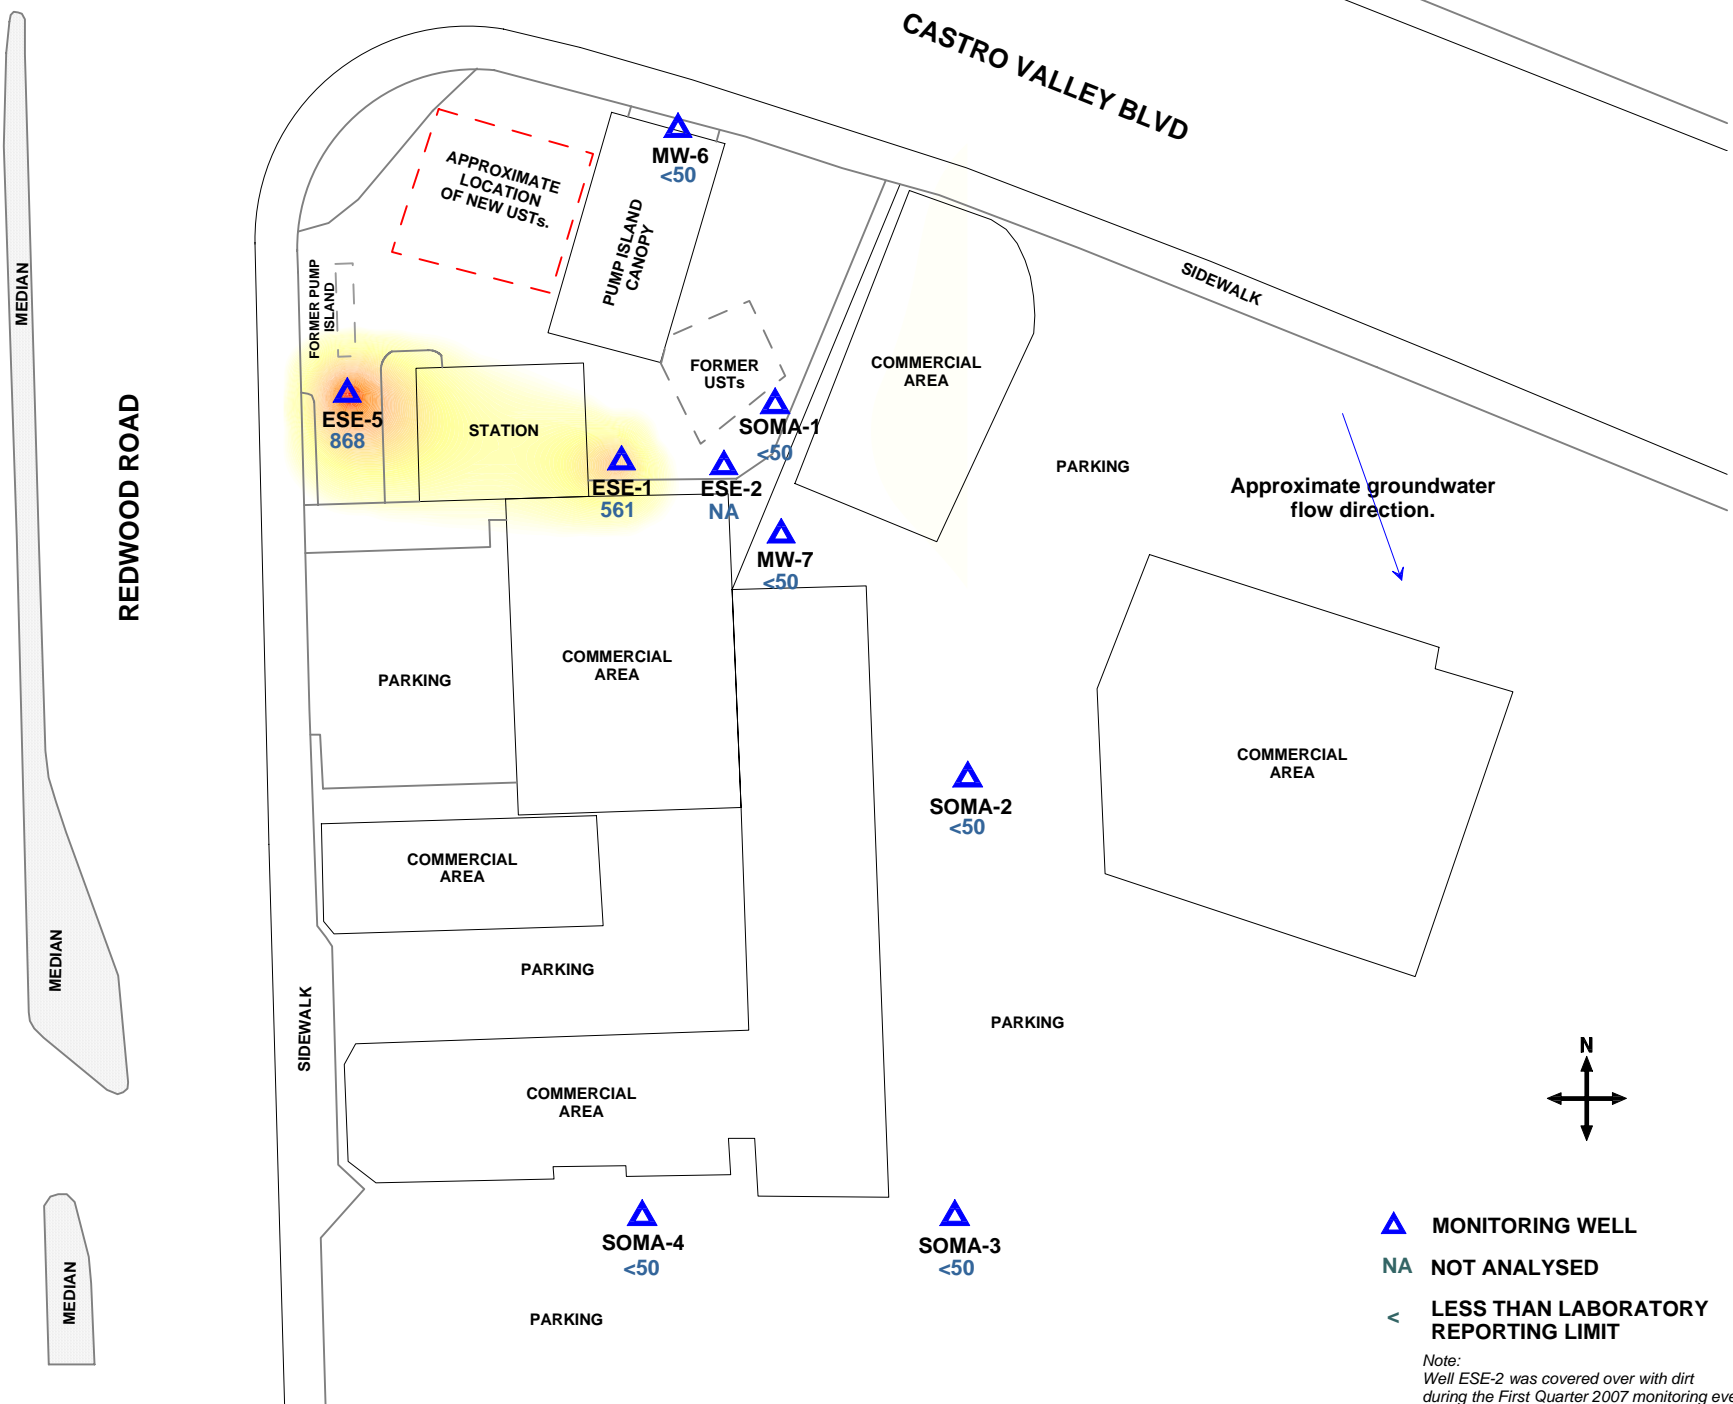 CASTRO VALLEY BLVD
MW-6
<50
APPROXIMATE
LOCATION
OF NEW USTs.
PUMP ISLAND
CANOPY
MEDIAN
FORMER PUMP
ISLAND
SIDEWALK
FORMER
USTs
COMMERCIAL
AREA
REDWOOD ROAD
ESE-5
868
STATION
SOMA-1
<50
ESE-1
561
ESE-2
NA
PARKING
Approximate groundwater
flow direction.
MW-7
<50
COMMERCIAL
AREA
PARKING
COMMERCIAL
AREA
SOMA-2
<50
COMMERCIAL
AREA
MEDIAN
PARKING
SIDEWALK
PARKING
N
COMMERCIAL
AREA
SOMA-4
<50
SOMA-3
<50
MEDIAN
PARKING
MONITORING WELL
NA NOT ANALYSED
< LESS THAN LABORATORY
REPORTING LIMIT
Note:
Well ESE-2 was covered over with dirt
during the First Quarter 2007 monitoring eve